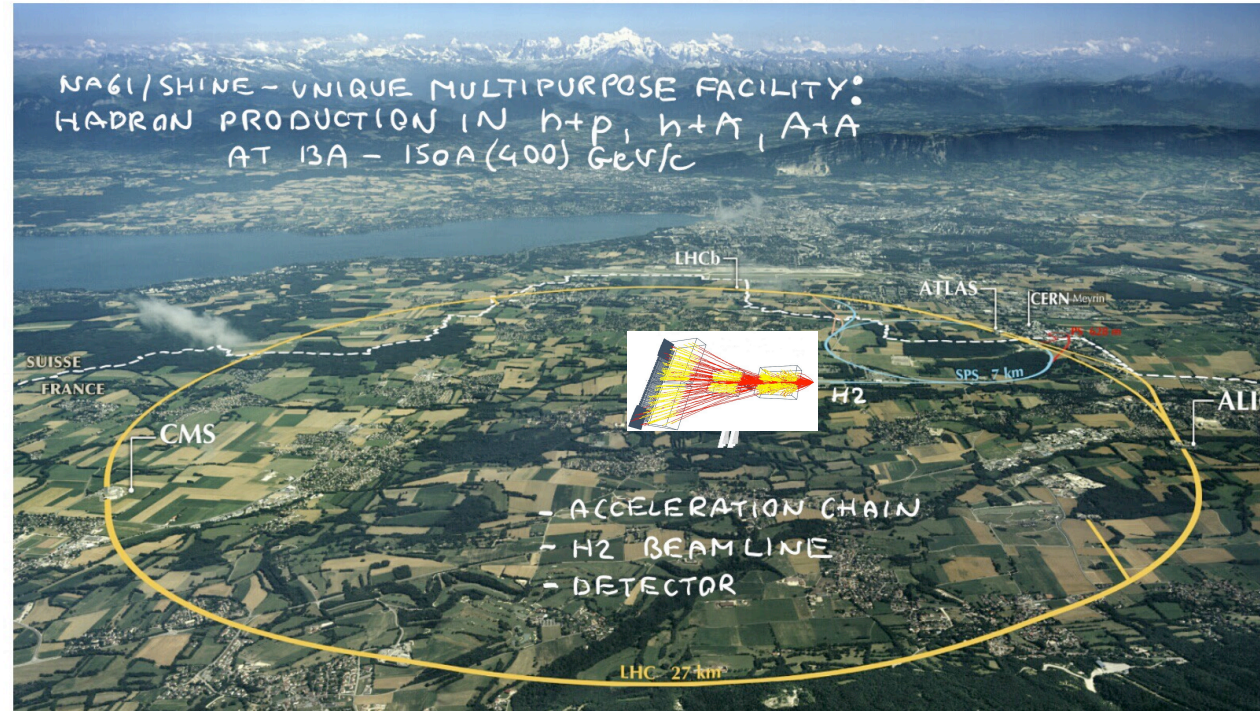 NA61/SHINE - UNIQUE MULTIPURPOSE FACILITY:
HADRON PRODUCTION IN h+p, h+A, A+A
AT 13A - 150A (400) GeV/c
LHCb
ATLAS
CERN Meyrin
SUISSE
FRANCE
SPS 7 km
H2
ALI
CMS
- ACCELERATION CHAIN
- H2 BEAMLINE
- DETECTOR
LHC 27 km